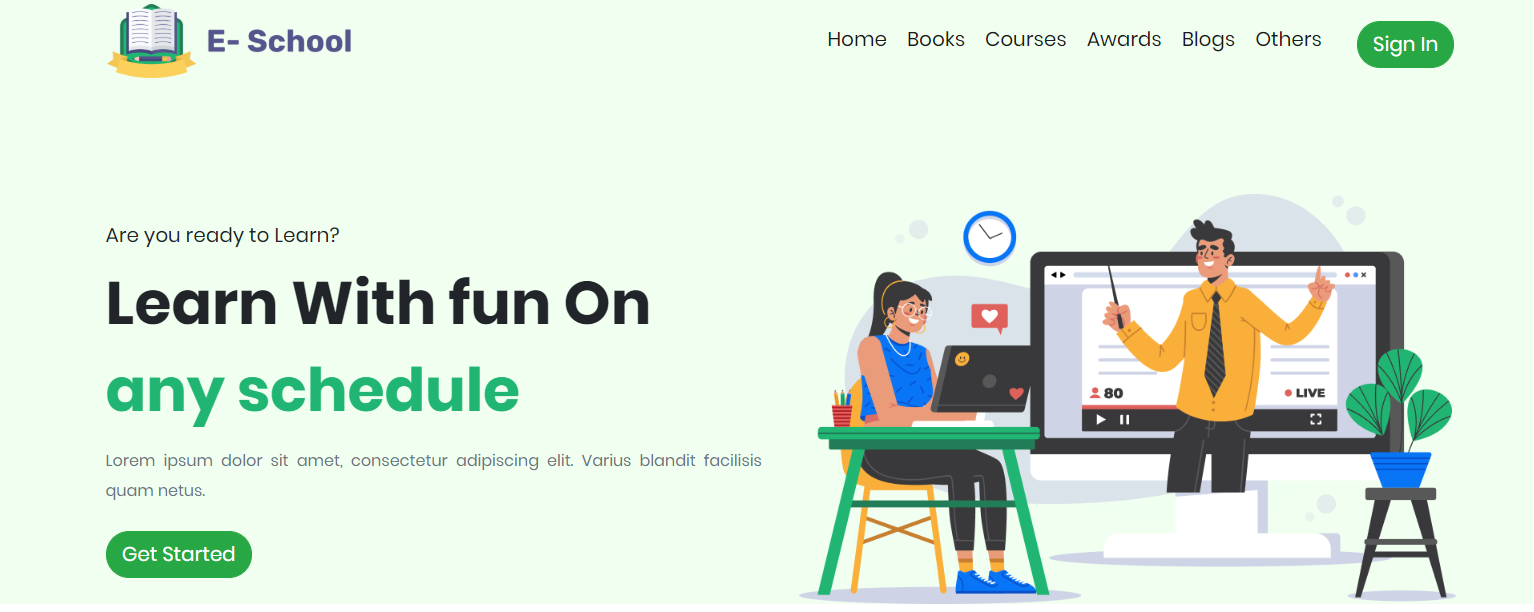 E- School
Home Books Courses Awards Blogs Others Sign In
Are you ready to Learn?
Learn With fun On
any schedule
Lorem ipsum dolor sit amet, consectetur adipiscing elit. Varius blandit facilisis
quam netus.
Get Started
80
LIVE